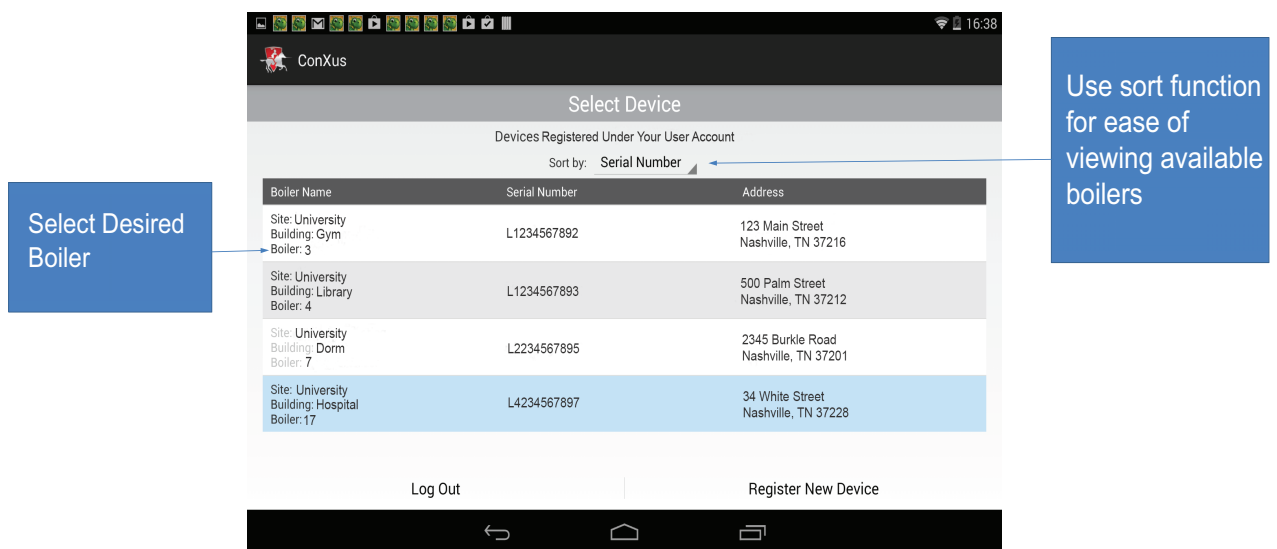 16:38
ConXus
Select Device
Devices Registered Under Your User Account
Sort by: Serial Number
Boiler Name Serial Number Address
Site: University
Building: Gym
Boiler: 3
L1234567892
123 Main Street
Nashville, TN 37216
Site: University
Building: Library
Boiler: 4
L1234567893
500 Palm Street
Nashville, TN 37212
Site: University
Building: Dorm
Boiler: 7
L2234567895
2345 Burkle Road
Nashville, TN 37201
Site: University
Building: Hospital
Boiler: 17
L4234567897
34 White Street
Nashville, TN 37228
Log Out Register New Device
Select Desired
Boiler
Use sort function
for ease of
viewing available
boilers